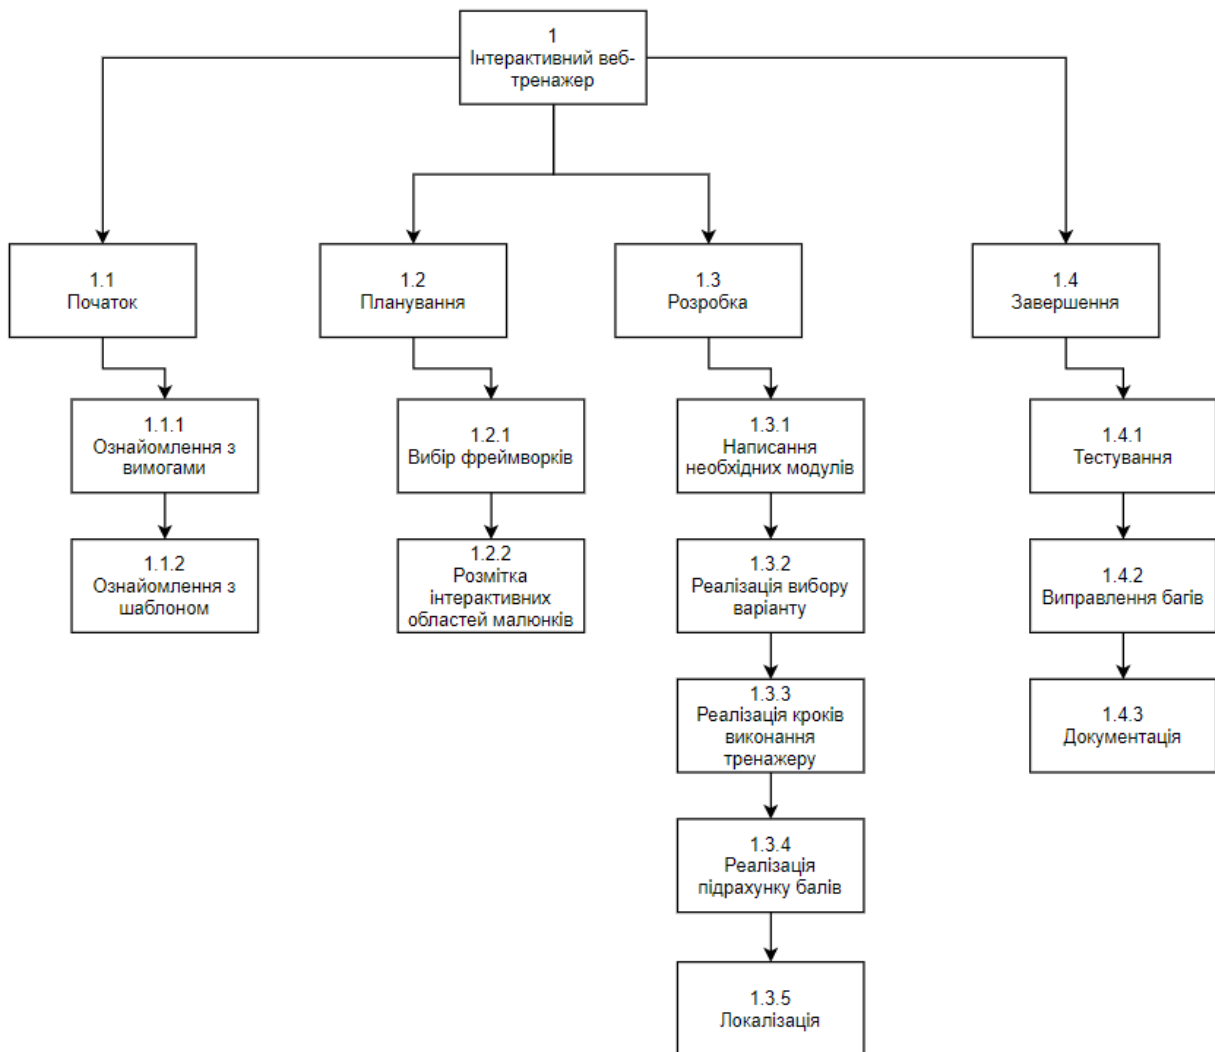 1
Інтерактивний веб-
тренажер
1.1
Початок
1.2
Планування
1.3
Розробка
1.4
Завершення
1.1.1
Ознайомлення з
вимогами
1.2.1
Вибір фреймворків
1.3.1
Написання
необхідних модулів
1.4.1
Тестування
1.1.2
Ознайомлення з
шаблоном
1.2.2
Розмітка
інтерактивних
областей малюнків
1.3.2
Реалізація вибору
варіанту
1.4.2
Виправлення багів
1.3.3
Реалізація кроків
виконання
тренажеру
1.4.3
Документація
1.3.4
Реалізація
підрахунку балів
1.3.5
Локалізація